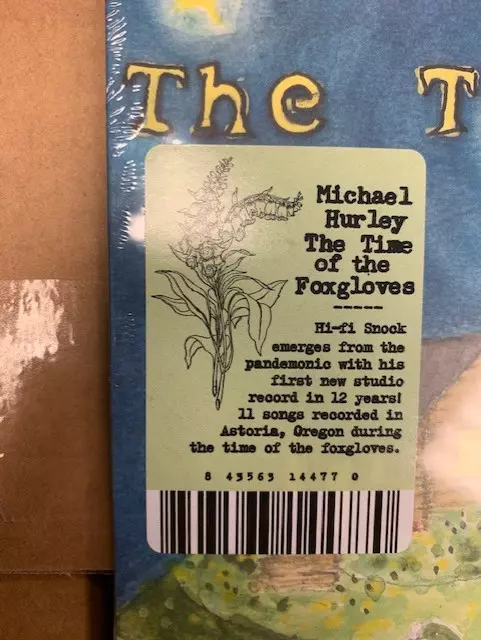 The T
Michael
Hurley
The Time
of the
Foxgloves
-----
Hi-fi Snock
emerges from the
pandemonic with his
first new studio
record in 12 years!
11 songs recorded in
Astoria, Oregon during
the time of the foxgloves.
8 43563 14477 0